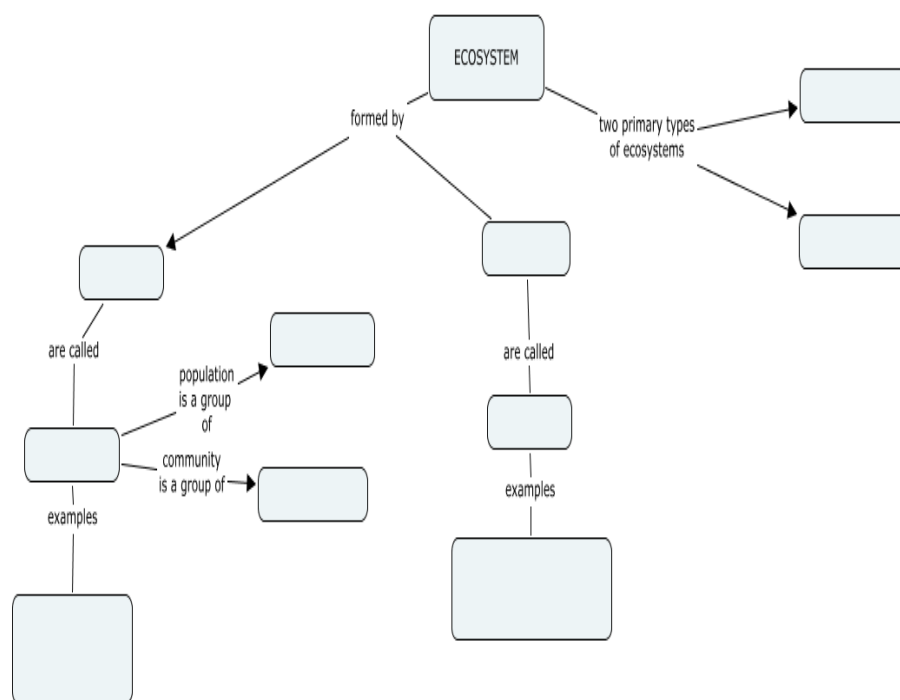 ECOSYSTEM
formed by
two primary types
of ecosystems
are called
are called
population
is a group
of
community
is a group of
examples
examples